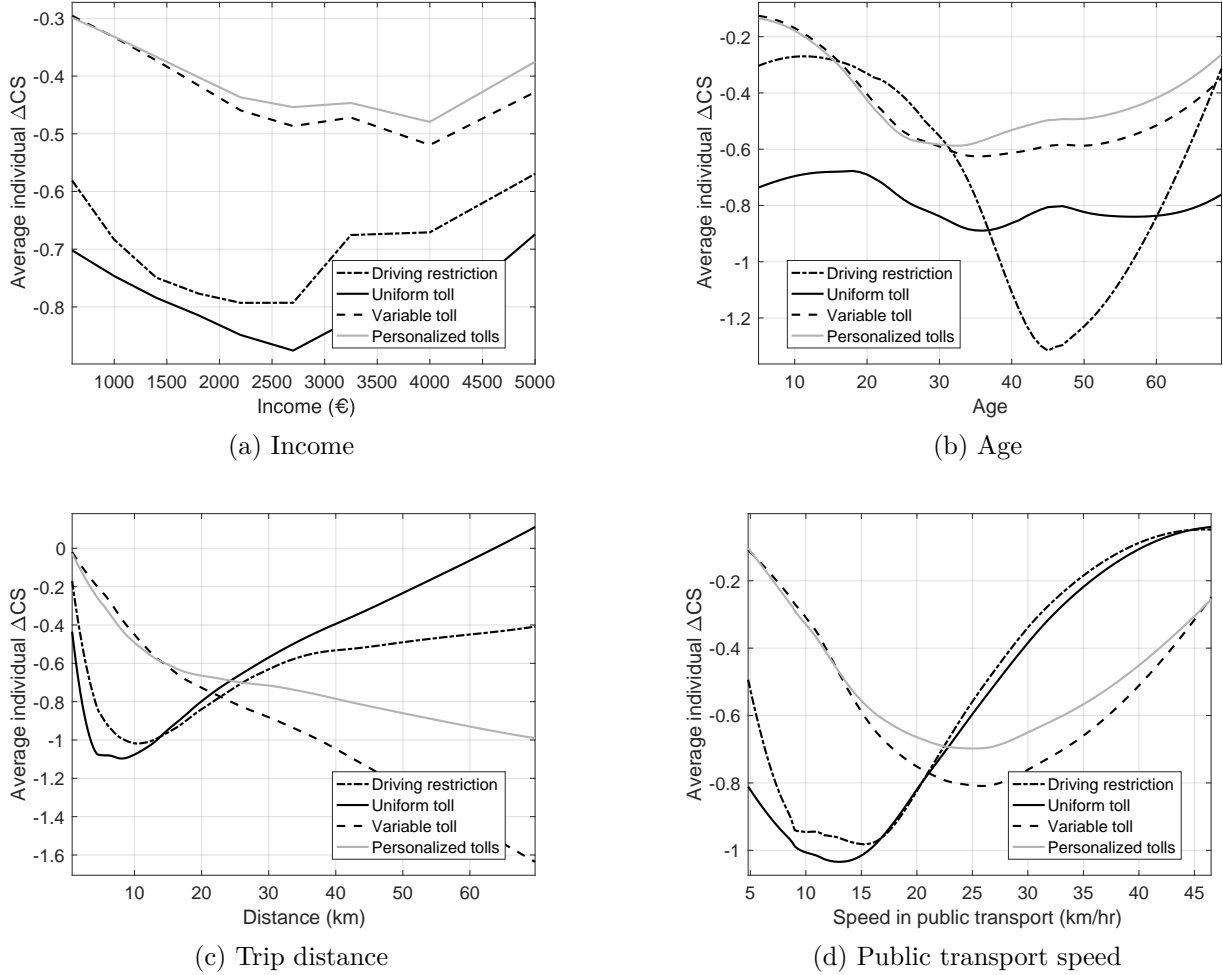 -0.3
-0.4
-0.5
-0.6
-0.7
-0.8
Average individual ΔCS
Driving restriction
Uniform toll
Variable toll
Personalized tolls
1000 1500 2000 2500 3000 3500 4000 4500 5000
Income (€)
(a) Income
-0.2
-0.4
-0.6
-0.8
-1
-1.2
Average individual ΔCS
Driving restriction
Uniform toll
Variable toll
Personalized tolls
10 20 30 40 50 60
Age
(b) Age
0
-0.2
-0.4
-0.6
-0.8
-1
-1.2
-1.4
-1.6
Average individual ΔCS
Driving restriction
Uniform toll
Variable toll
Personalized tolls
10 20 30 40 50 60
Distance (km)
(c) Trip distance
-0.2
-0.4
-0.6
-0.8
-1
Average individual ΔCS
Driving restriction
Uniform toll
Variable toll
Personalized tolls
5 10 15 20 25 30 35 40 45
Speed in public transport (km/hr)
(d) Public transport speed